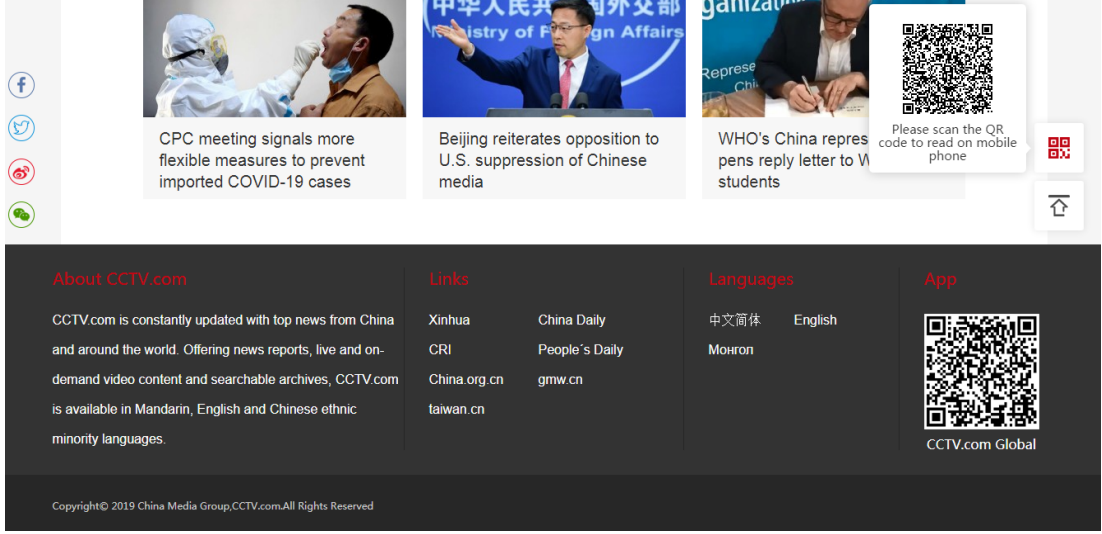 中华人民共 国外交部
istry of gn Affairs
ganizati
Represe
Chi
CPC meeting signals more
flexible measures to prevent
imported COVID-19 cases
Beijing reiterates opposition to
U.S. suppression of Chinese
media
WHO's China repres
pens reply letter to W
students
Please scan the QR
code to read on mobile
phone
About CCTV.com
CCTV.com is constantly updated with top news from China
and around the world. Offering news reports, live and on-
demand video content and searchable archives, CCTV.com
is available in Mandarin, English and Chinese ethnic
minority languages.
Links
Xinhua China Daily
CRI People´s Daily
China.org.cn gmw.cn
taiwan.cn
Languages
中文简体 English
Монгол
App
CCTV.com Global
Copyright© 2019 China Media Group,CCTV.com.All Rights Reserved